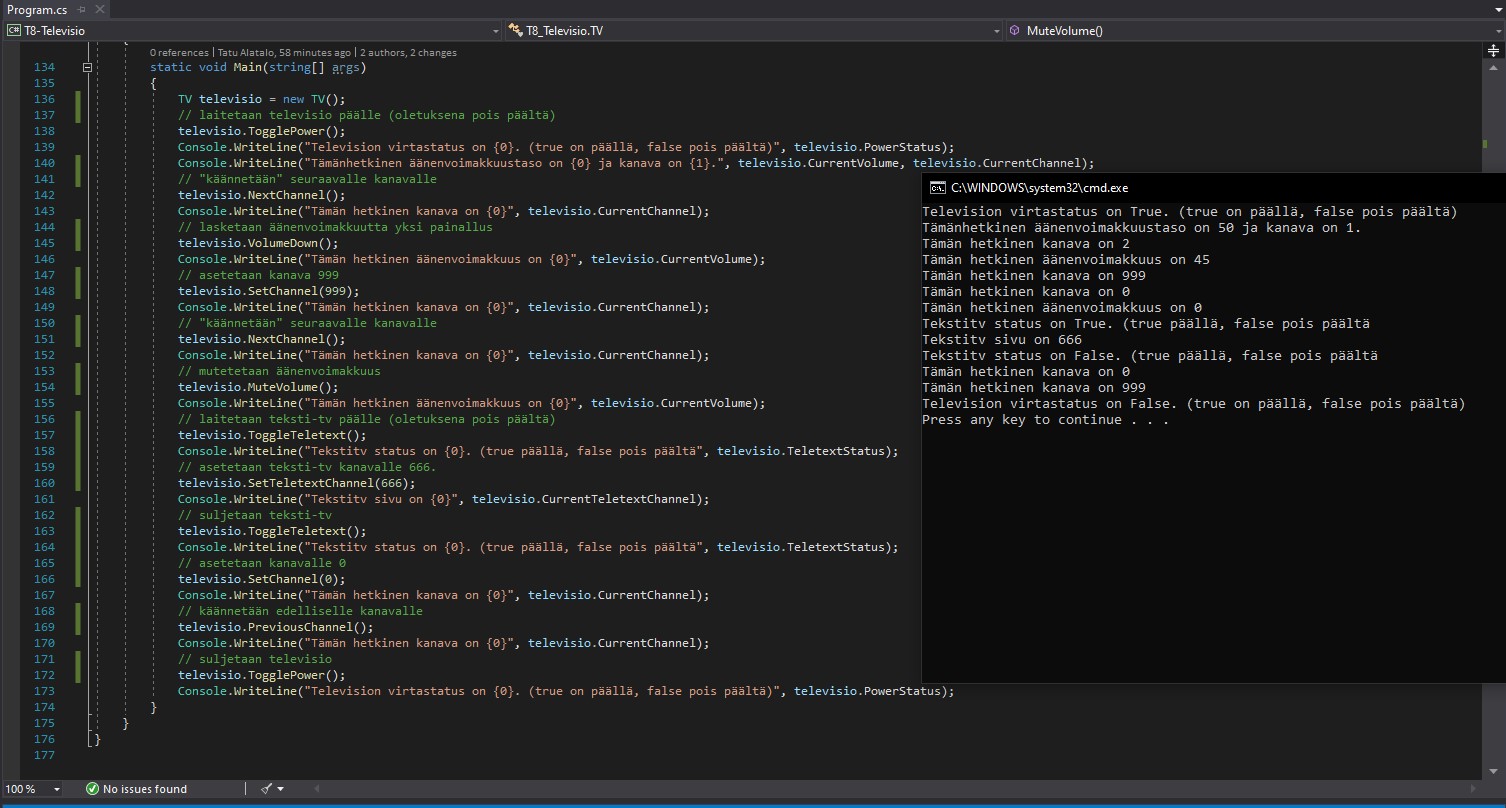 Program.cs
T8-Televisio
T8_Televisio.TV
MuteVolume()
0 references | Tatu Alatalo, 58 minutes ago | 2 authors, 2 changes
134 static void Main(string[] args)
135 {
136 TV televisio = new TV();
137 // laitetaan televisio päälle (oletuksena pois päältä)
138 televisio.TogglePower();
139 Console.WriteLine("Television virtastatus on {0}. (true on päällä, false pois päältä)", televisio.PowerStatus);
140 Console.WriteLine("Tämänhetkinen äänenvoimakkuustaso on {0} ja kanava on {1}.", televisio.CurrentVolume, televisio.CurrentChannel);
141 // "käännetään" seuraavalle kanavalle
142 televisio.NextChannel();
143 Console.WriteLine("Tämän hetkinen kanava on {0}", televisio.CurrentChannel);
144 // lasketaan äänenvoimakkuutta yksi painallus
145 televisio.VolumeDown();
146 Console.WriteLine("Tämän hetkinen äänenvoimakkuus on {0}", televisio.CurrentVolume);
147 // asetetaan kanava 999
148 televisio.SetChannel(999);
149 Console.WriteLine("Tämän hetkinen kanava on {0}", televisio.CurrentChannel);
150 // "käännetään" seuraavalle kanavalle
151 televisio.NextChannel();
152 Console.WriteLine("Tämän hetkinen kanava on {0}", televisio.CurrentChannel);
153 // mutetetaan äänenvoimakkuus
154 televisio.MuteVolume();
155 Console.WriteLine("Tämän hetkinen äänenvoimakkuus on {0}", televisio.CurrentVolume);
156 // laitetaan teksti-tv päälle (oletuksena pois päältä)
157 televisio.ToggleTeletext();
158 Console.WriteLine("Tekstitv status on {0}. (true päällä, false pois päältä", televisio.TeletextStatus);
159 // asetetaan teksti-tv kanavalle 666.
160 televisio.SetTeletextChannel(666);
161 Console.WriteLine("Tekstitv sivu on {0}", televisio.CurrentTeletextChannel);
162 // suljetaan teksti-tv
163 televisio.ToggleTeletext();
164 Console.WriteLine("Tekstitv status on {0}. (true päällä, false pois päältä", televisio.TeletextStatus);
165 // asetetaan kanavalle 0
166 televisio.SetChannel(0);
167 Console.WriteLine("Tämän hetkinen kanava on {0}", televisio.CurrentChannel);
168 // käännetään edelliselle kanavalle
169 televisio.PreviousChannel();
170 Console.WriteLine("Tämän hetkinen kanava on {0}", televisio.CurrentChannel);
171 // suljetaan televisio
172 televisio.TogglePower();
173 Console.WriteLine("Television virtastatus on {0}. (true on päällä, false pois päältä)", televisio.PowerStatus);
174 }
175 }
176 }
177
C:\WINDOWS\system32\cmd.exe
Television virtastatus on True. (true on päällä, false pois päältä)
Tämänhetkinen äänenvoimakkuustaso on 50 ja kanava on 1.
Tämän hetkinen kanava on 2
Tämän hetkinen äänenvoimakkuus on 45
Tämän hetkinen kanava on 999
Tämän hetkinen kanava on 0
Tämän hetkinen äänenvoimakkuus on 0
Tekstitv status on True. (true päällä, false pois päältä
Tekstitv sivu on 666
Tekstitv status on False. (true päällä, false pois päältä
Tämän hetkinen kanava on 0
Tämän hetkinen kanava on 999
Television virtastatus on False. (true on päällä, false pois päältä)
Press any key to continue . . .
100 %
No issues found